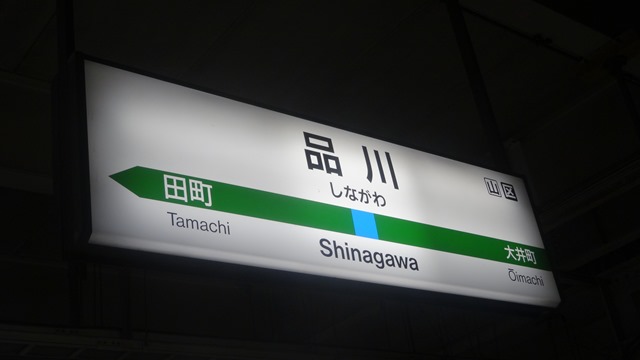 品川
しながわ
山 区
田町
大井町
Tamachi
Shinagawa
Ōimachi